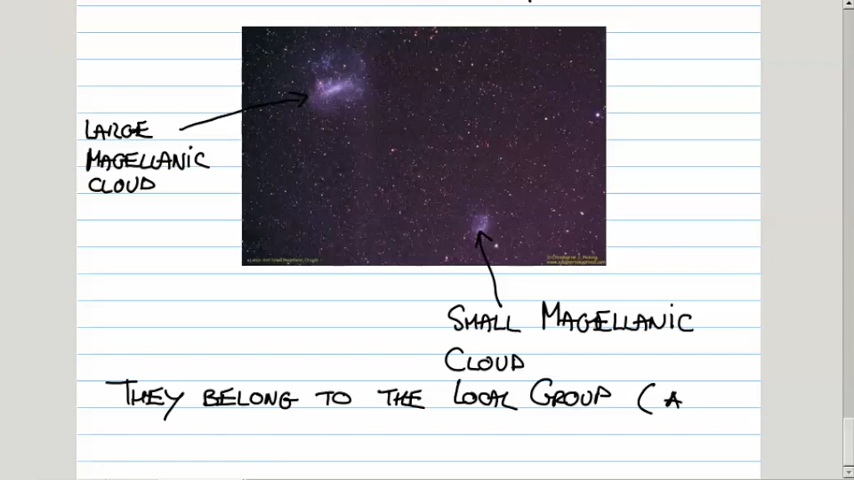 LARGE
MAGELLANIC
CLOUD
SMALL MAGELLANIC
CLOUD
THEY BELONG TO THE LOCAL GROUP (A